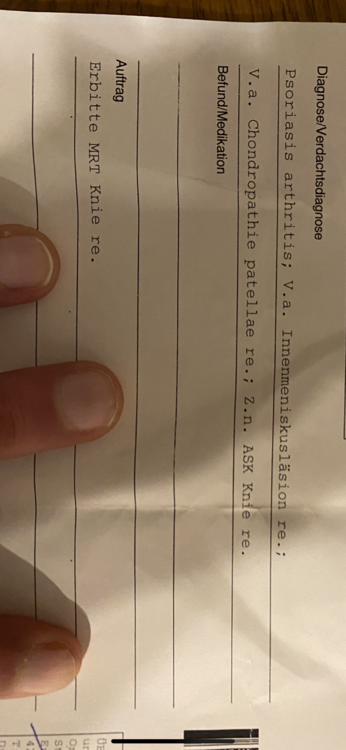 Diagnose/Verdachtsdiagnose
Psoriasis arthritis; V.a. Innenmeniskusläsion re.;
V.a. Chondropathie patellae re.; Z.n. ASK Knie re.
Befund/Medikation
Auftrag
Erbitte MRT Knie re.